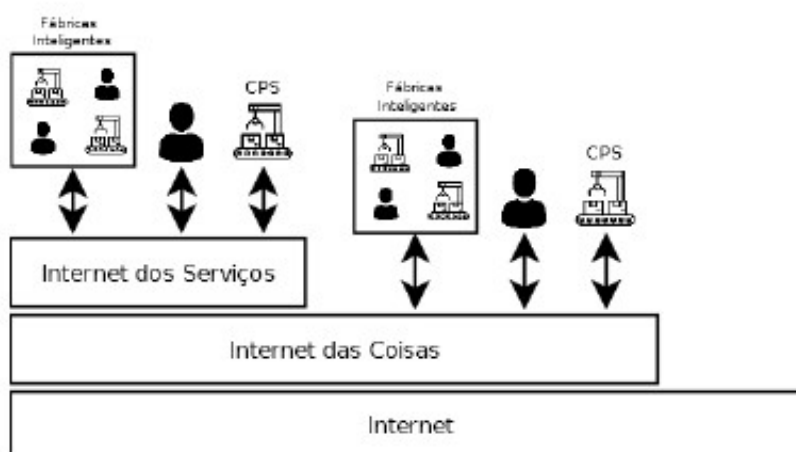 Fábricas
Inteligentes
CPS
Fábricas
Inteligentes
CPS
Internet dos Serviços
Internet das Coisas
Internet